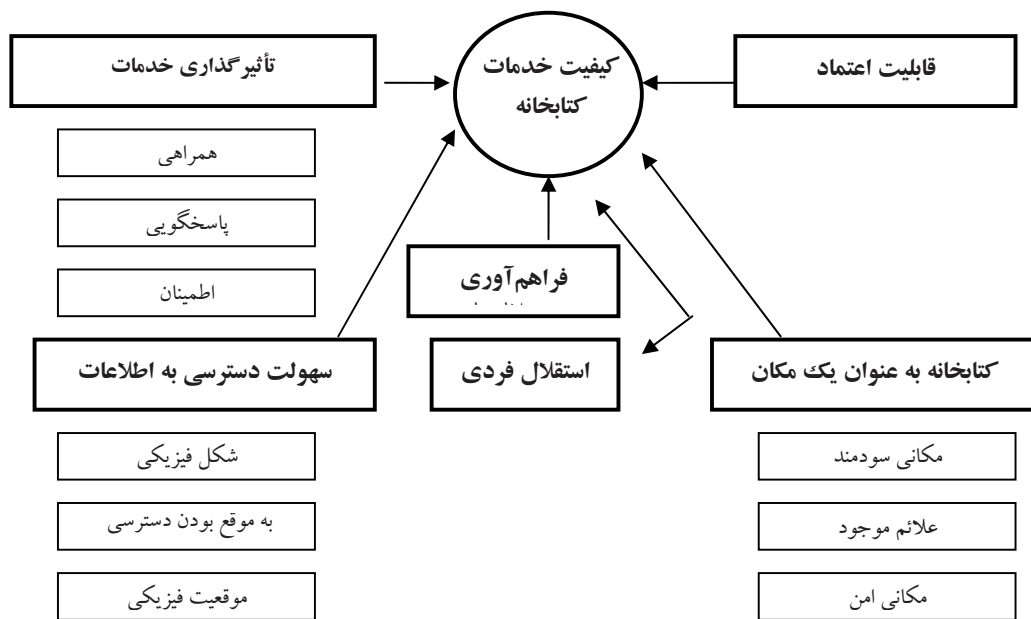 کیفیت خدمات
کتابخانه
قابلیت اعتماد
تأثیرگذاری خدمات
همراهی
پاسخگویی
اطمینان
فراهم‌آوری
کتابخانه به عنوان یک مکان
استقلال فردی
سهولت دسترسی به اطلاعات
مکانی سودمند
علائم موجود
مکانی امن
شکل فیزیکی
به موقع بودن دسترسی
موقعیت فیزیکی